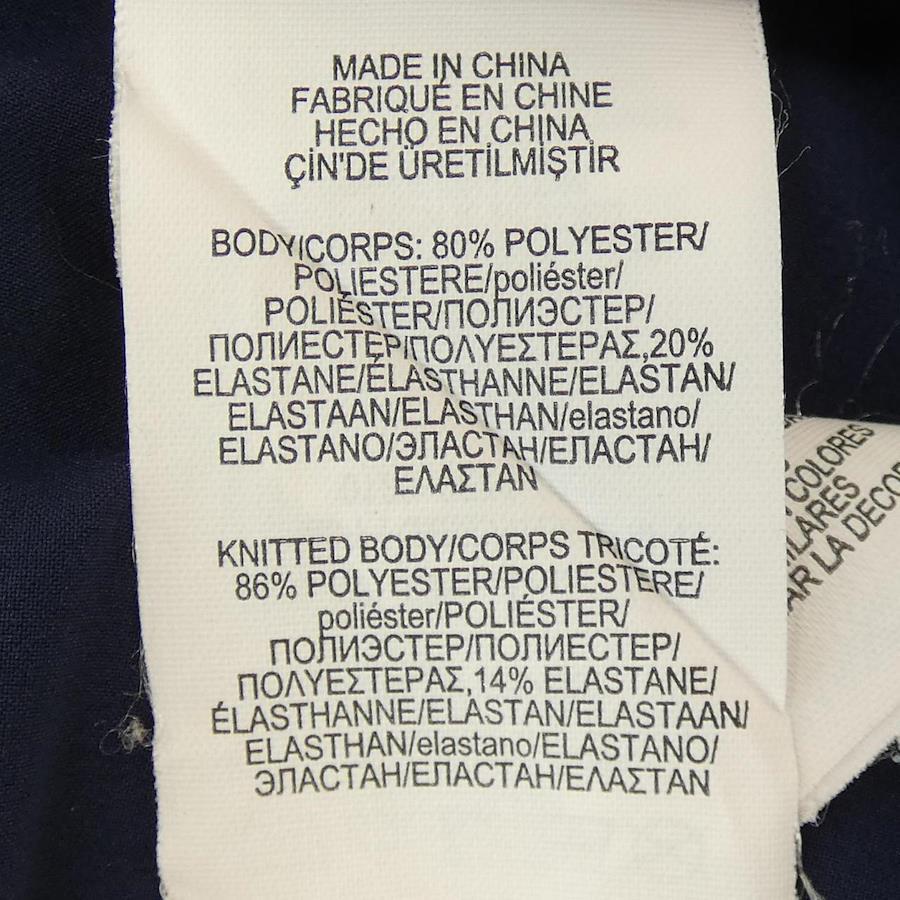 MADE IN CHINA
FABRIQUÉ EN CHINE
HECHO EN CHINA
ÇİN'DE ÜRETİLMİŞTİR
BODY/CORPS: 80% POLYESTER/
POLIESTERE/poliéster/
POLIÉSTER/ПОЛИЭСТЕР/
ПОЛИЕСТЕР/ΠΟΛΥΕΣΤΕΡΑΣ,20%
ELASTANE/ÉLASTHANNE/ELASTAN/
ELASTAAN/ELASTHAN/elastano/
ELASTANO/ЭЛАСТАН/ЕЛАСТАН/
ΕΛΑΣΤΑΝ
KNITTED BODY/CORPS TRICOTÉ:
86% POLYESTER/POLIESTERE/
poliéster/POLIÉSTER/
ПОЛИЭСТЕР/ПОЛИЕСТЕР/
ΠΟΛΥΕΣΤΕΡΑΣ,14% ELASTANE/
ÉLASTHANNE/ELASTAN/ELASTAAN/
ELASTHAN/elastano/ELASTANO/
ЭЛАСТАН/ЕЛАСТАН/ΕΛΑΣΤΑΝ
COLORES
LA